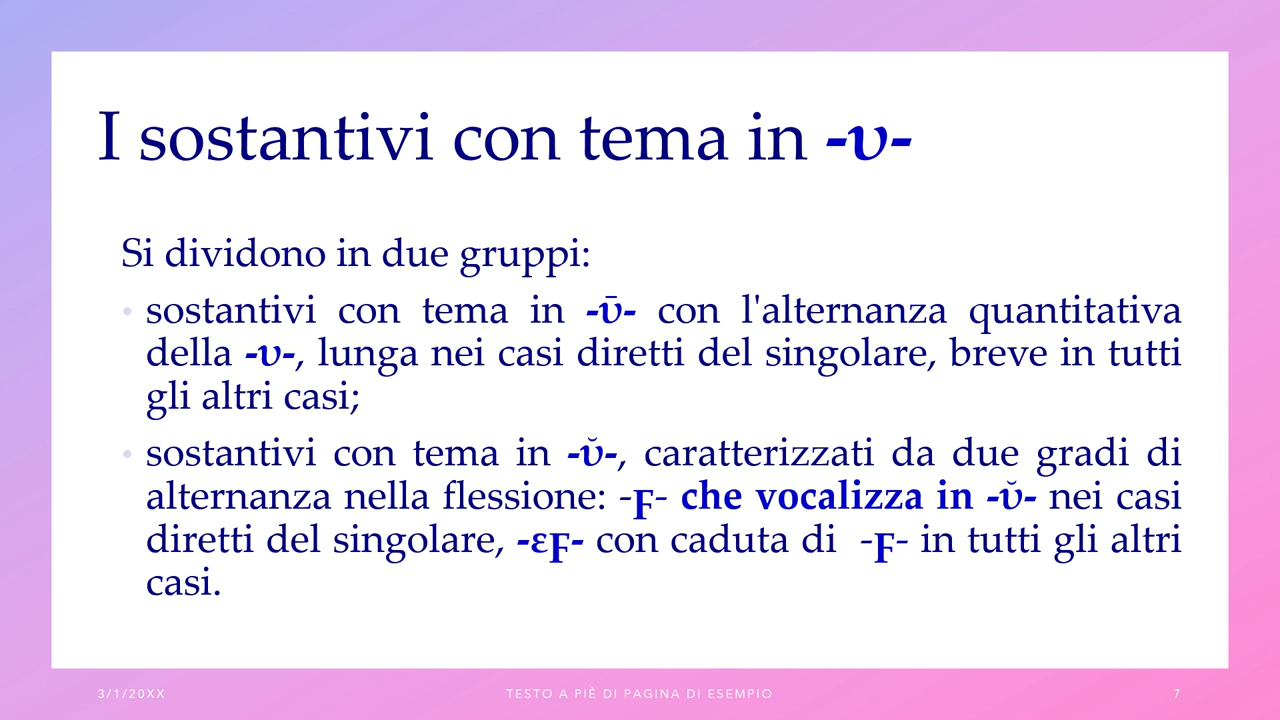 I sostantivi con tema in -υ-
Si dividono in due gruppi:
• sostantivi con tema in -ῡ- con l'alternanza quantitativa
della -υ-, lunga nei casi diretti del singolare, breve in tutti
gli altri casi;
• sostantivi con tema in -ῠ-, caratterizzati da due gradi di
alternanza nella flessione: -Ϝ- che vocalizza in -ῠ- nei casi
diretti del singolare, -εϜ- con caduta di -Ϝ- in tutti gli altri
casi.
3/1/20XX
TESTO A PIÈ DI PAGINA DI ESEMPIO
7